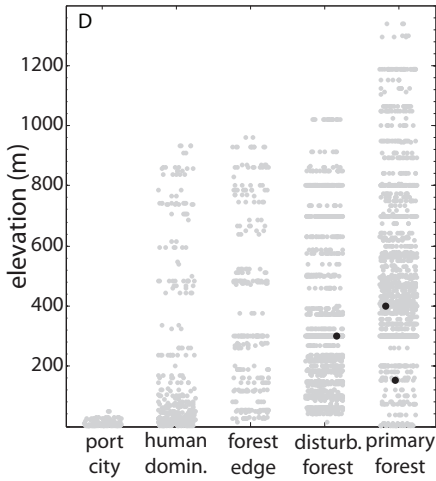 D
1200
1000
800
600
400
200
elevation (m)
port city
human domin.
forest edge
disturb. forest
primary forest